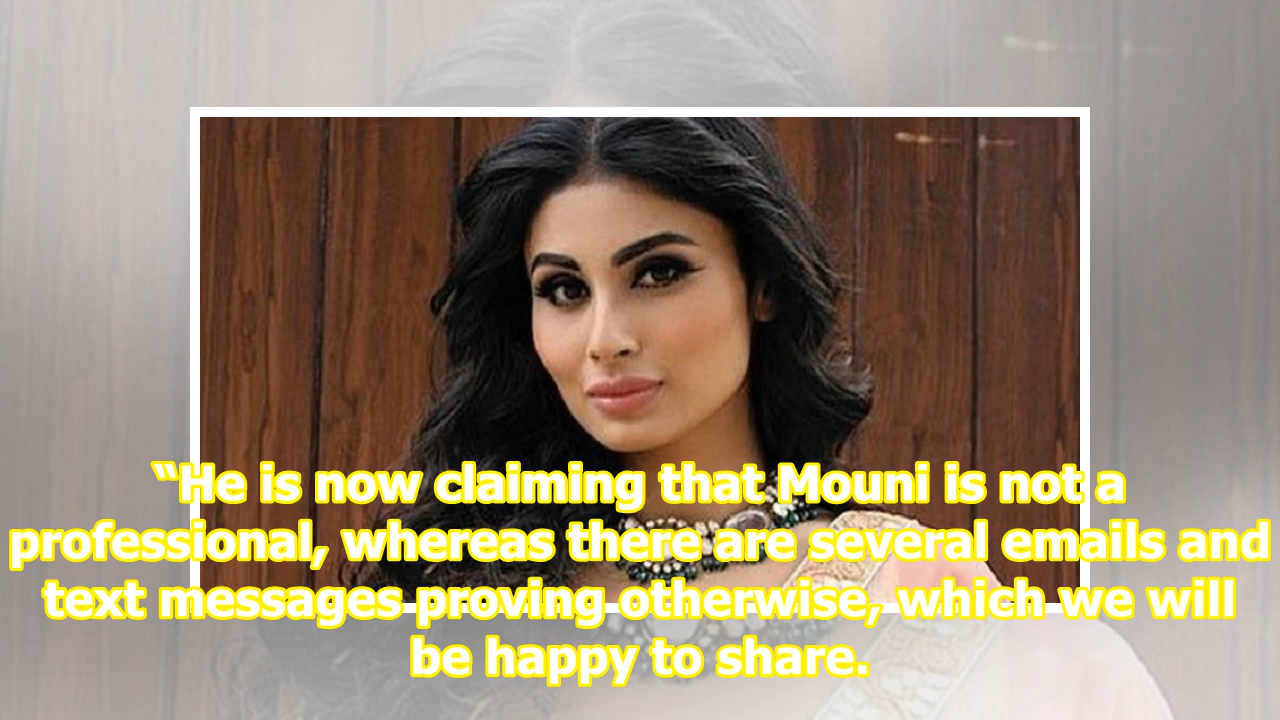 “He is now claiming that Mouni is not a
professional, whereas there are several emails and
text messages proving otherwise, which we will
be happy to share.